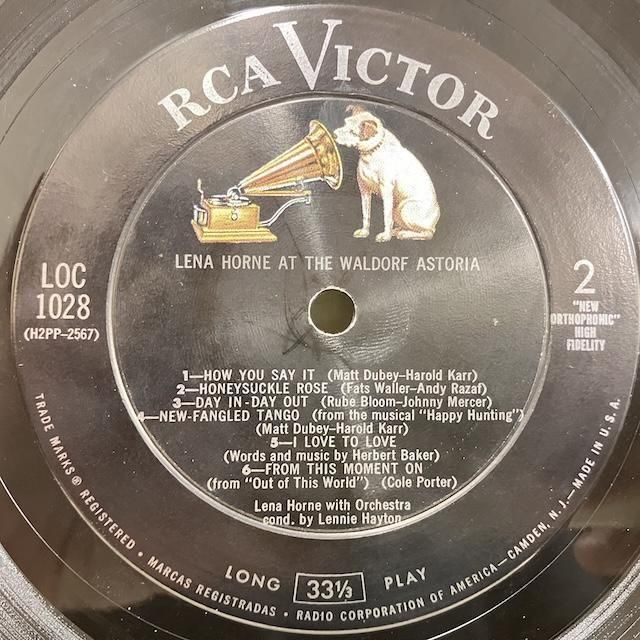 RCA VICTOR
LENA HORNE AT THE WALDORF ASTORIA
LOC
1028
(H2PP-2567)
2
"NEW
ORTHOPHONIC"
HIGH
FIDELITY
1—HOW YOU SAY IT (Matt Dubey-Harold Karr)
2—HONEYSUCKLE ROSE (Fats Waller-Andy Razaf)
3—DAY IN-DAY OUT (Rube Bloom-Johnny Mercer)
4—NEW-FANGLED TANGO (from the musical "Happy Hunting")
(Matt Dubey-Harold Karr)
5—I LOVE TO LOVE
(Words and music by Herbert Baker)
6—FROM THIS MOMENT ON
(from "Out of This World") (Cole Porter)
Lena Horne with Orchestra
cond. by Lennie Hayton
LONG 33⅓ PLAY
TRADE MARKS ® REGISTERED • MARCAS REGISTRADAS • RADIO CORPORATION OF AMERICA—CAMDEN, N.J.—MADE IN U.S.A.